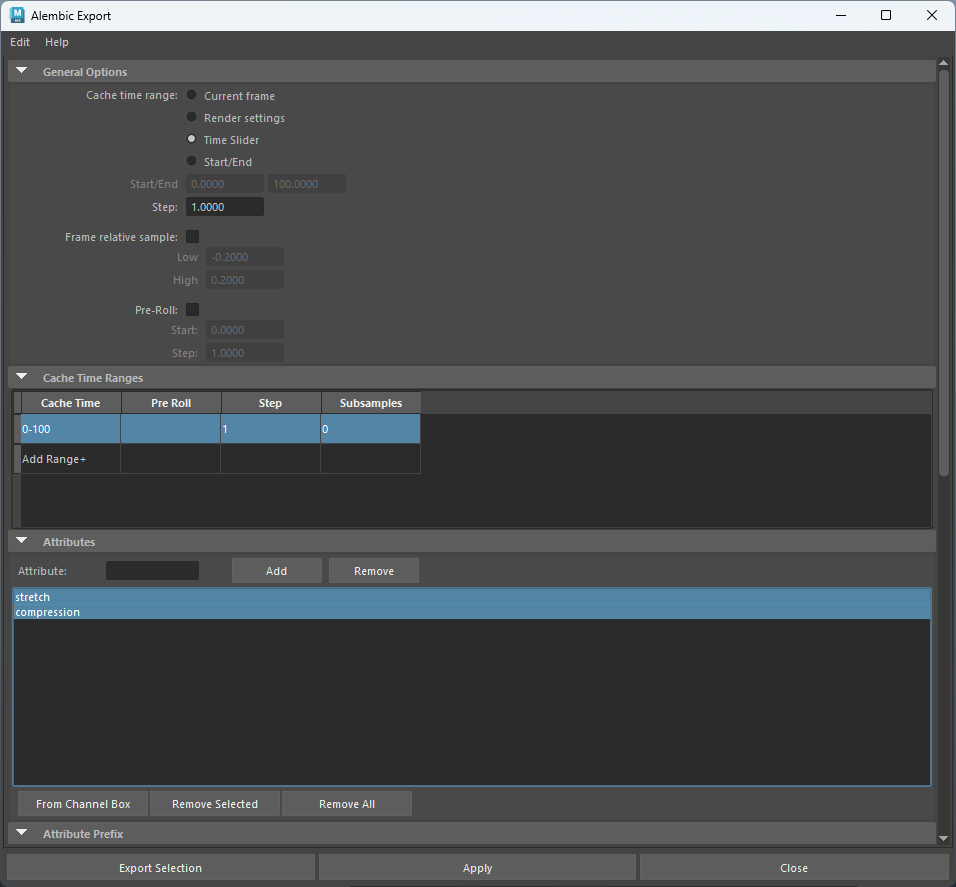 Alembic Export
Edit Help
General Options
Cache time range: Current frame
Render settings
Time Slider
Start/End
Start/End 0.0000 100.0000
Step: 1.0000
Frame relative sample:
Low -0.2000
High 0.2000
Pre-Roll:
Start: 0.0000
Step: 1.0000
Cache Time Ranges
Cache Time Pre Roll Step Subsamples
0-100 1 0
Add Range+
Attributes
Attribute: Add Remove
stretch
compression
From Channel Box Remove Selected Remove All
Attribute Prefix
Export Selection Apply Close